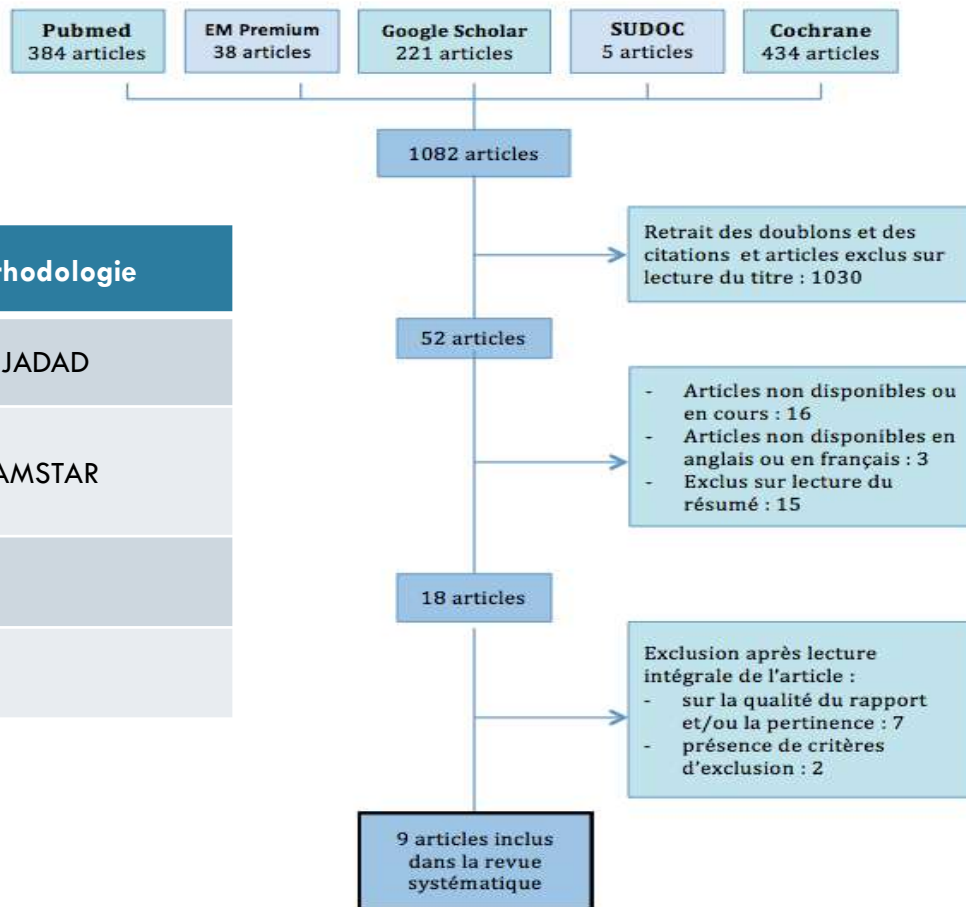 Pubmed
384 articles
EM Premium
38 articles
Google Scholar
221 articles
SUDOC
5 articles
Cochrane
434 articles
1082 articles
Retrait des doublons et des
citations et articles exclus sur
lecture du titre : 1030
52 articles
- Articles non disponibles ou
en cours : 16
- Articles non disponibles en
anglais ou en français : 3
- Exclus sur lecture du
résumé : 15
18 articles
Exclusion après lecture
intégrale de l'article :
- sur la qualité du rapport
et/ou la pertinence : 7
- présence de critères
d'exclusion : 2
9 articles inclus
dans la revue
systématique
hodologie
JADAD
AMSTAR